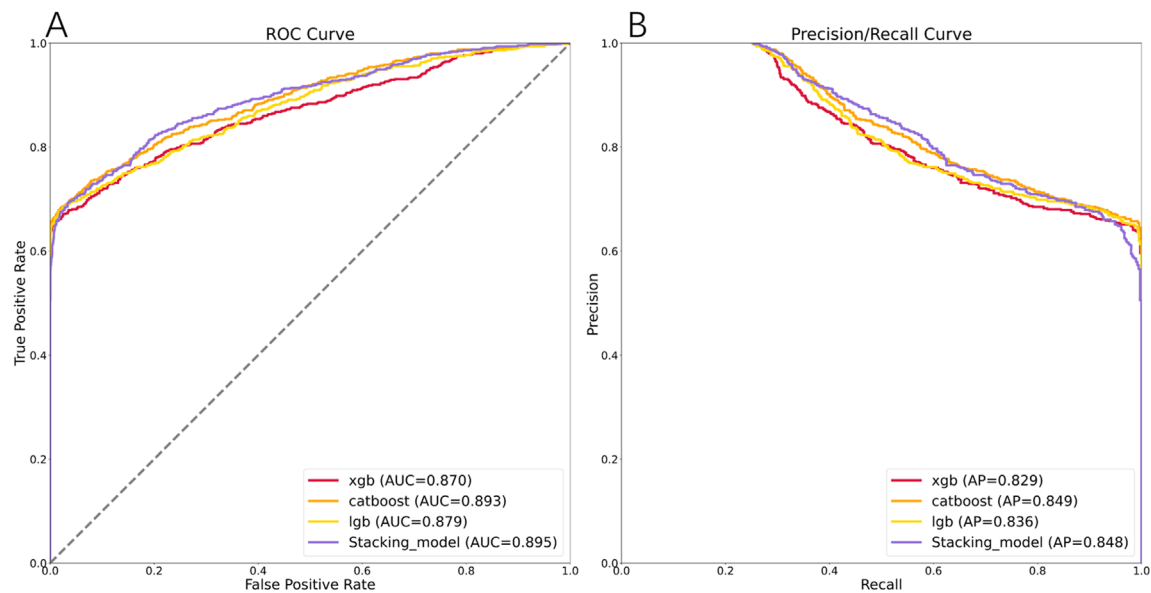 A
ROC Curve
1.0
0.8
0.6
0.4
0.2
0.0
True Positive Rate
xgb (AUC=0.870)
catboost (AUC=0.893)
lgb (AUC=0.879)
Stacking_model (AUC=0.895)
0.0 0.2 0.4 0.6 0.8 1.0
False Positive Rate
B
Precision/Recall Curve
1.0
0.8
0.6
0.4
0.2
0.0
Precision
xgb (AP=0.829)
catboost (AP=0.849)
lgb (AP=0.836)
Stacking_model (AP=0.848)
0.0 0.2 0.4 0.6 0.8 1.0
Recall